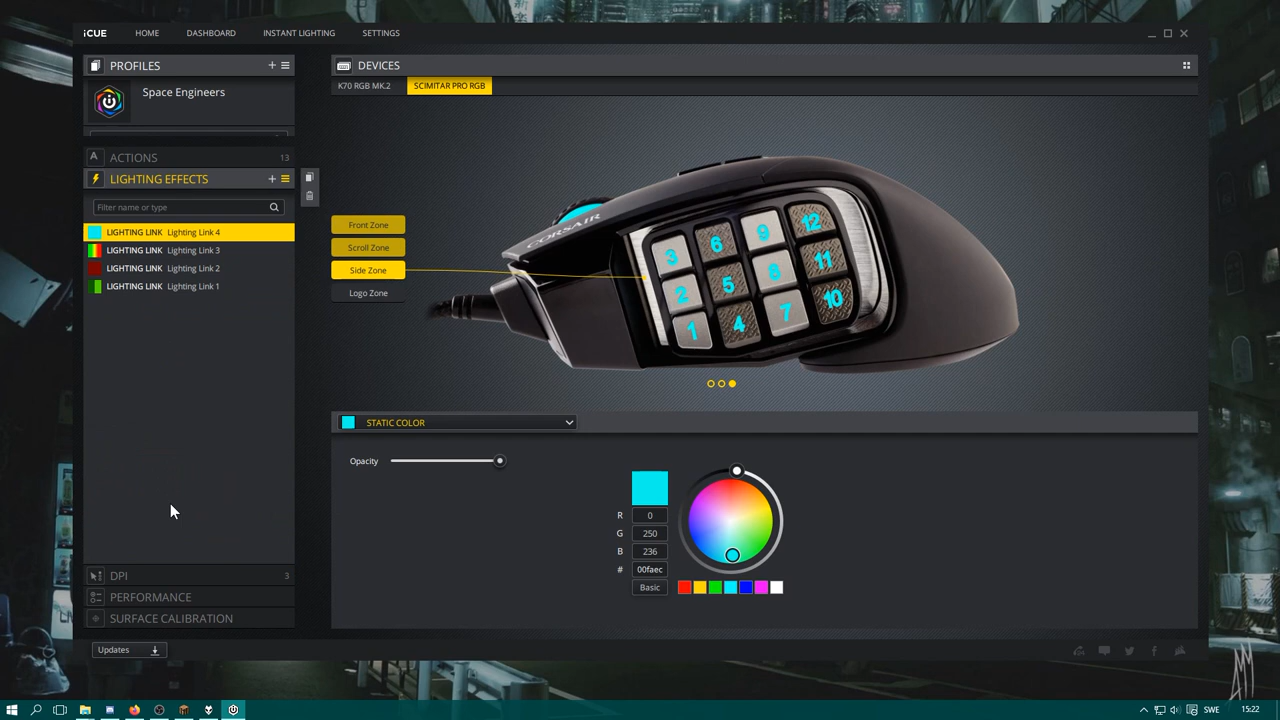 iCUE HOME DASHBOARD INSTANT LIGHTING SETTINGS
PROFILES
Space Engineers
ACTIONS 13
LIGHTING EFFECTS
Filter name or type
LIGHTING LINK Lighting Link 4
LIGHTING LINK Lighting Link 3
LIGHTING LINK Lighting Link 2
LIGHTING LINK Lighting Link 1
DPI 3
PERFORMANCE
SURFACE CALIBRATION
Updates
DEVICES
K70 RGB MK.2 SCIMITAR PRO RGB
Front Zone
Scroll Zone
Side Zone
Logo Zone
CORSAIR
3 6 9 12
2 5 8 11
1 4 7 10
STATIC COLOR
Opacity
R 0
G 250
B 236
# 00faec
Basic
SWE 15:22